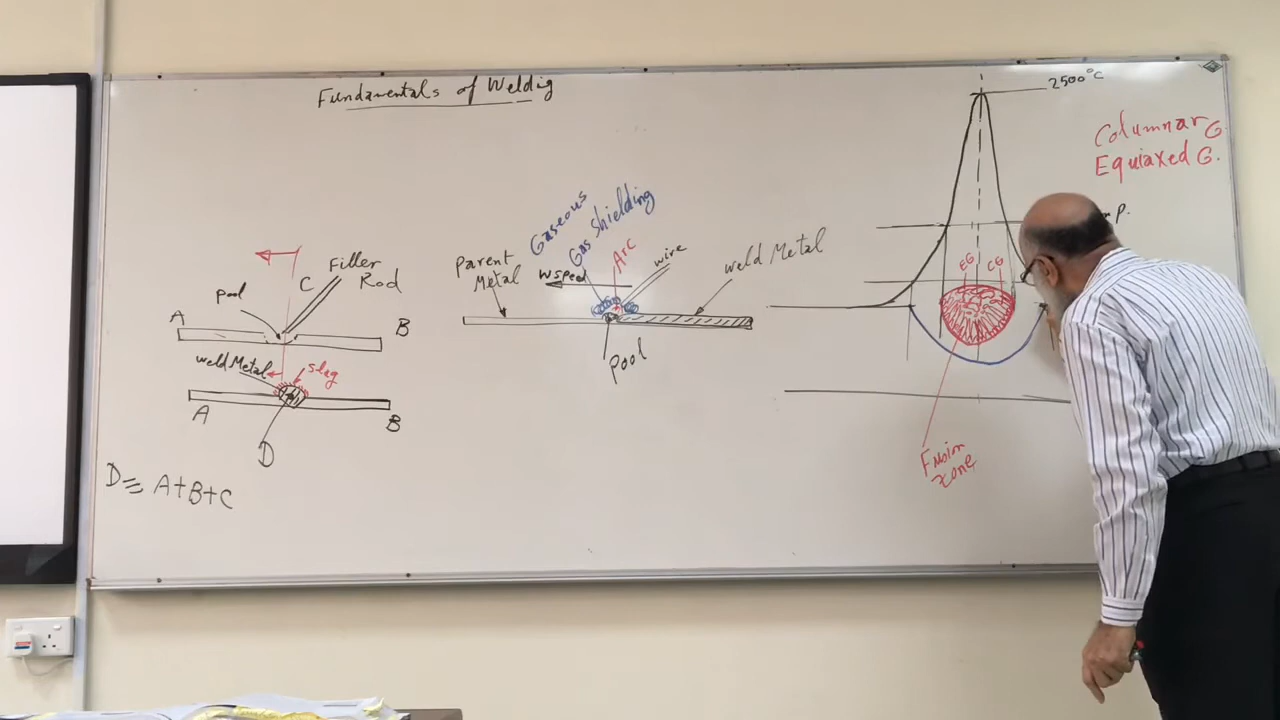 Fundamentals of Weldig
A
Pool
C
Filler
Rod
B
weld Metal
Slag
A
B
D
D ≡ A+B+C
Gaseous
Gas Shielding
Parent
Metal
W speed
Arc
wire
weld Metal
Pool
2500°C
Columnar G.
Equiaxed G.
P.
EG
CG
Fusion
zone